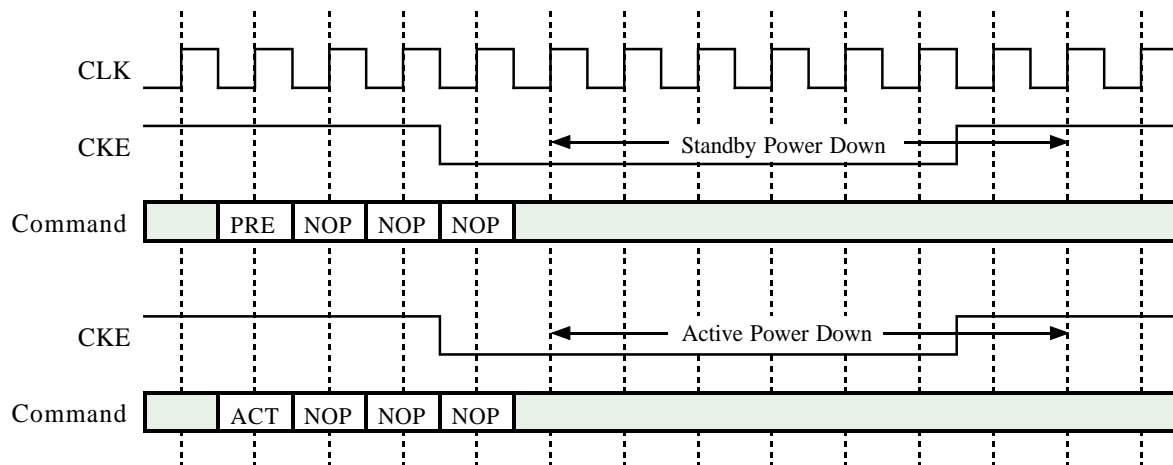 CLK
CKE Standby Power Down
Command PRE NOP NOP NOP
CKE Active Power Down
Command ACT NOP NOP NOP